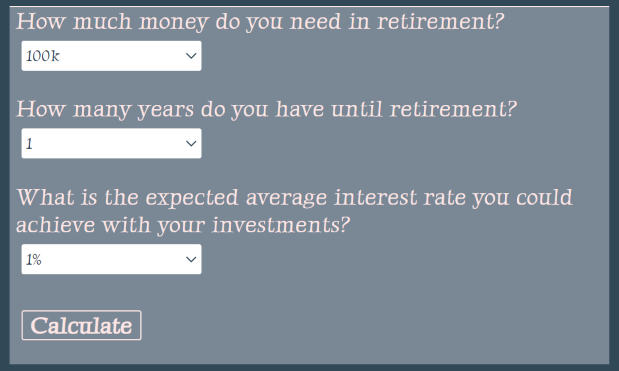 How much money do you need in retirement?
100k
How many years do you have until retirement?
1
What is the expected average interest rate you could
achieve with your investments?
1%
Calculate